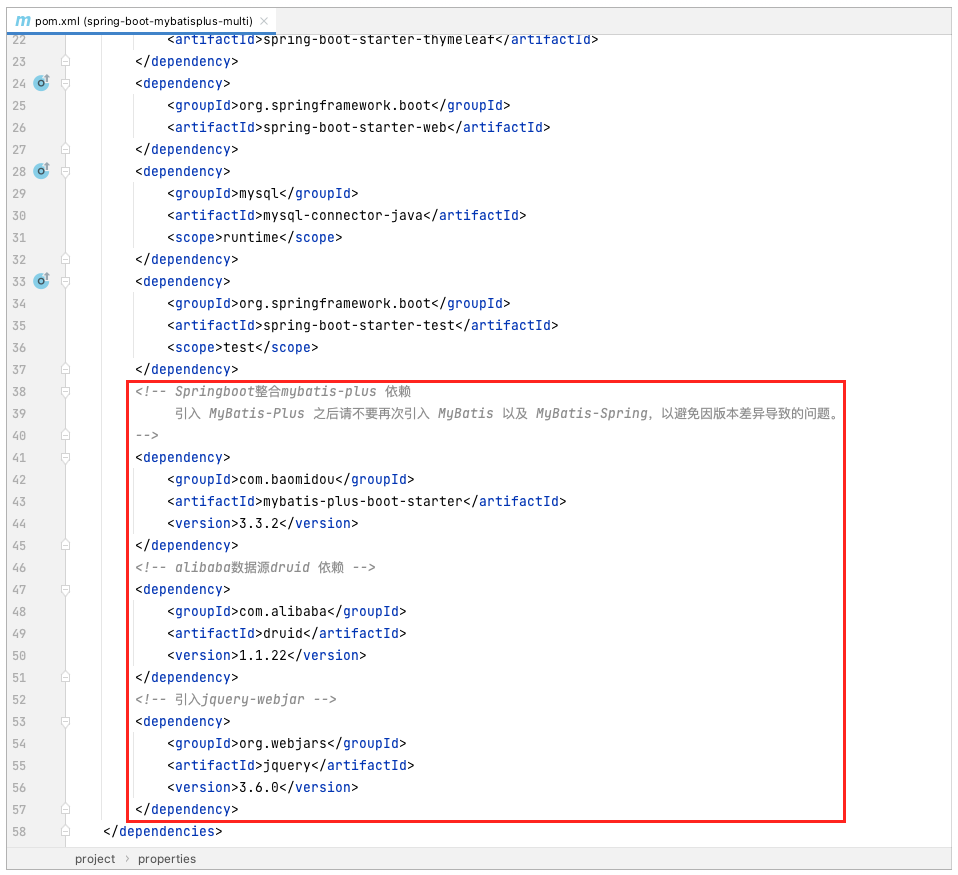 m pom.xml (spring-boot-mybatisplus-multi) ×
22 <artifactId>spring-boot-starter-thymeleaf</artifactId>
23 </dependency>
24 <dependency>
25 <groupId>org.springframework.boot</groupId>
26 <artifactId>spring-boot-starter-web</artifactId>
27 </dependency>
28 <dependency>
29 <groupId>mysql</groupId>
30 <artifactId>mysql-connector-java</artifactId>
31 <scope>runtime</scope>
32 </dependency>
33 <dependency>
34 <groupId>org.springframework.boot</groupId>
35 <artifactId>spring-boot-starter-test</artifactId>
36 <scope>test</scope>
37 </dependency>
38 <!-- Springboot整合mybatis-plus 依赖
39 引入 MyBatis-Plus 之后请不要再次引入 MyBatis 以及 MyBatis-Spring，以避免因版本差异导致的问题。
40 -->
41 <dependency>
42 <groupId>com.baomidou</groupId>
43 <artifactId>mybatis-plus-boot-starter</artifactId>
44 <version>3.3.2</version>
45 </dependency>
46 <!-- alibaba数据源druid 依赖 -->
47 <dependency>
48 <groupId>com.alibaba</groupId>
49 <artifactId>druid</artifactId>
50 <version>1.1.22</version>
51 </dependency>
52 <!-- 引入jquery-webjar -->
53 <dependency>
54 <groupId>org.webjars</groupId>
55 <artifactId>jquery</artifactId>
56 <version>3.6.0</version>
57 </dependency>
58 </dependencies>
project › properties